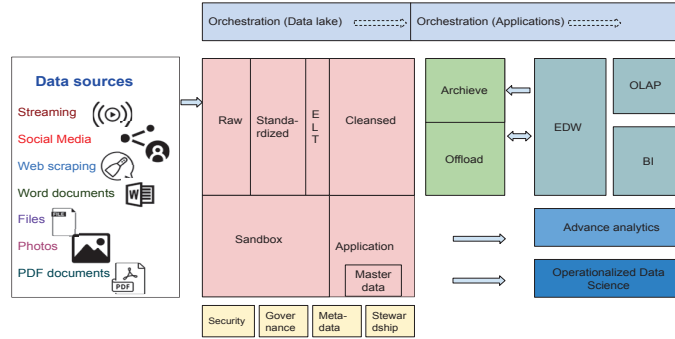 Orchestration (Data lake)
Orchestration (Applications)
Data sources
Streaming
Social Media
Web scraping
Word documents
W
Files
FILE
Photos
PDF documents
PDF
Raw
Standa-
rdized
E
L
T
Cleansed
Sandbox
Application
Master
data
Security
Gover
nance
Meta-
data
Stewar
dship
Archieve
Offload
EDW
OLAP
BI
Advance analytics
Operationalized Data
Science